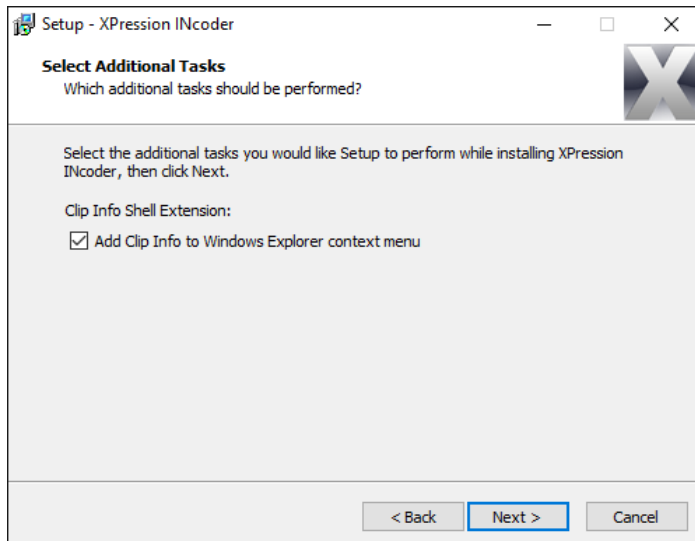 Setup - XPression INcoder
Select Additional Tasks
Which additional tasks should be performed?
Select the additional tasks you would like Setup to perform while installing XPression
INcoder, then click Next.
Clip Info Shell Extension:
Add Clip Info to Windows Explorer context menu
< Back
Next >
Cancel